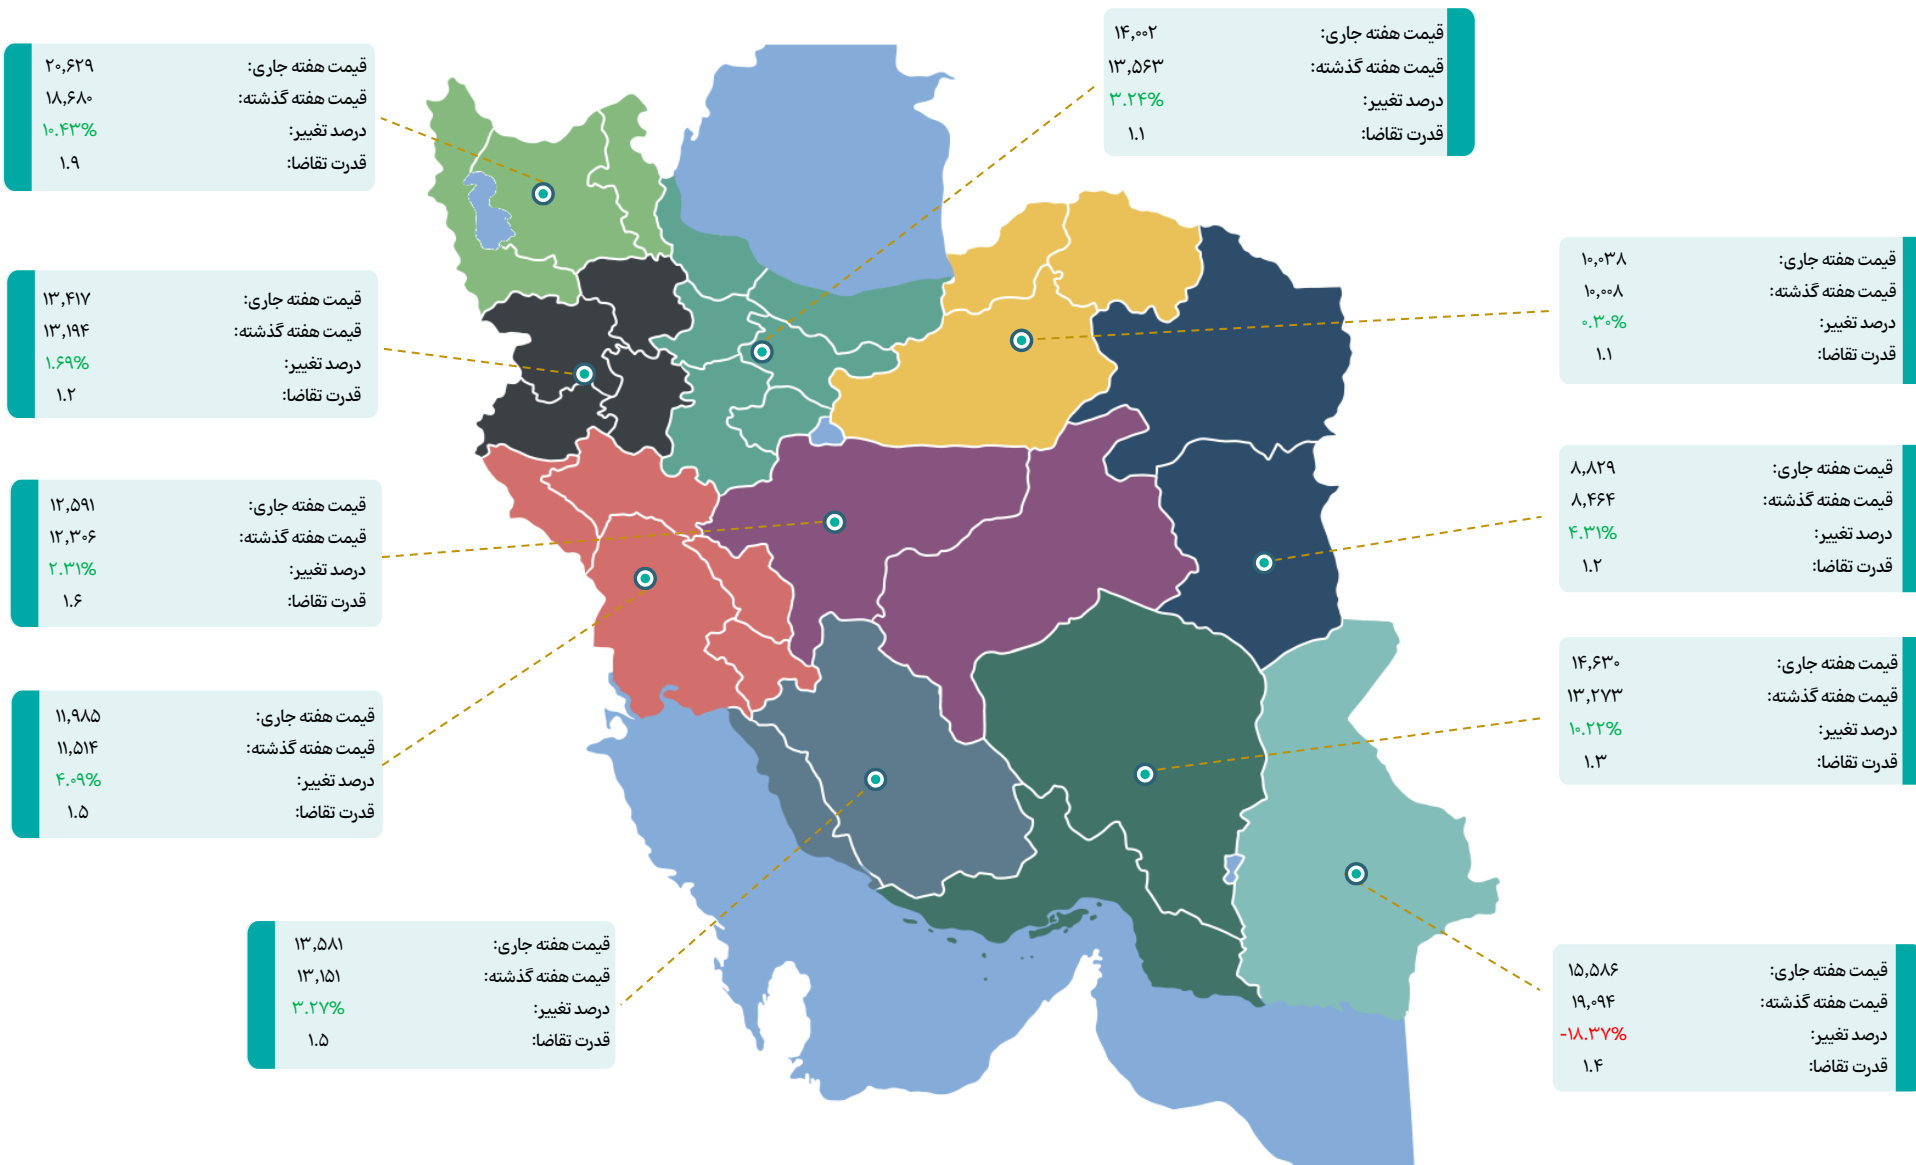 قیمت هفته جاری: ۱۴,۰۰۲
قیمت هفته گذشته: ۱۳,۵۶۳
درصد تغییر: ۳.۲۴%
قدرت تقاضا: ۱.۱
قیمت هفته جاری: ۲۰,۶۲۹
قیمت هفته گذشته: ۱۸,۶۸۰
درصد تغییر: ۱۰.۴۳%
قدرت تقاضا: ۱.۹
قیمت هفته جاری: ۱۰,۰۳۸
قیمت هفته گذشته: ۱۰,۰۰۸
درصد تغییر: ۰.۳۰%
قدرت تقاضا: ۱.۱
قیمت هفته جاری: ۱۳,۴۱۷
قیمت هفته گذشته: ۱۳,۱۹۴
درصد تغییر: ۱.۶۹%
قدرت تقاضا: ۱.۲
قیمت هفته جاری: ۸,۸۲۹
قیمت هفته گذشته: ۸,۴۶۴
درصد تغییر: ۴.۳۱%
قدرت تقاضا: ۱.۲
قیمت هفته جاری: ۱۲,۵۹۱
قیمت هفته گذشته: ۱۲,۳۰۶
درصد تغییر: ۲.۳۱%
قدرت تقاضا: ۱.۶
قیمت هفته جاری: ۱۴,۶۳۰
قیمت هفته گذشته: ۱۳,۲۷۳
درصد تغییر: ۱۰.۲۲%
قدرت تقاضا: ۱.۳
قیمت هفته جاری: ۱۱,۹۸۵
قیمت هفته گذشته: ۱۱,۵۱۴
درصد تغییر: ۴.۰۹%
قدرت تقاضا: ۱.۵
قیمت هفته جاری: ۱۵,۵۸۶
قیمت هفته گذشته: ۱۹,۰۹۴
درصد تغییر: -۱۸.۳۷%
قدرت تقاضا: ۱.۴
قیمت هفته جاری: ۱۳,۵۸۱
قیمت هفته گذشته: ۱۳,۱۵۱
درصد تغییر: ۳.۲۷%
قدرت تقاضا: ۱.۵